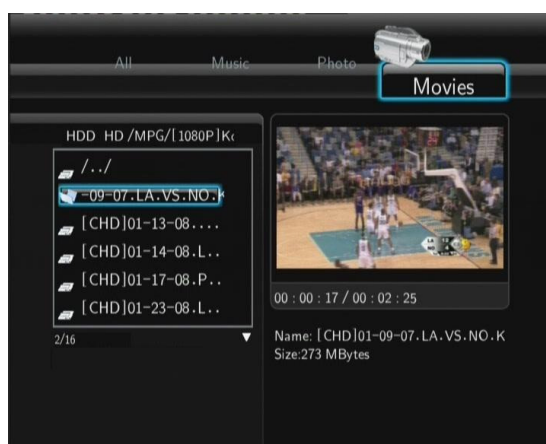 All Music Photo Movies
HDD HD/MPG/[1080P]K
/../
-09-07.LA.VS.NO.K
[CHD]01-13-08....
[CHD]01-14-08.L..
[CHD]01-17-08.P..
[CHD]01-23-08.L..
2/16
00:00:17/00:02:25
Name: [CHD]01-09-07.LA.VS.NO.K
Size:273 MBytes